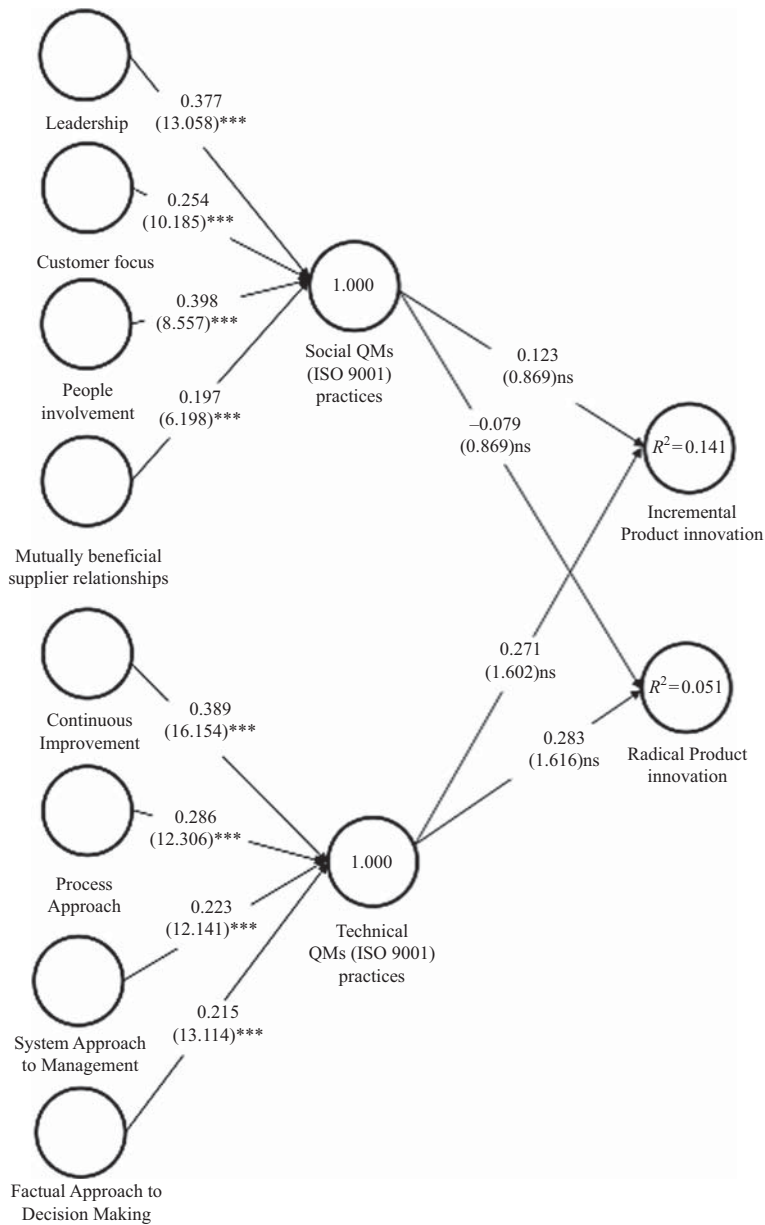 0.377
(13.058)***
Leadership
0.254
(10.185)***
Customer focus
0.398
(8.557)***
People
involvement
0.197
(6.198)***
Mutually beneficial
supplier relationships
1.000
Social QMs
(ISO 9001)
practices
0.123
(0.869)ns
–0.079
(0.869)ns
R²=0.141
Incremental
Product innovation
0.271
(1.602)ns
R²=0.051
Radical Product
innovation
0.283
(1.616)ns
0.389
(16.154)***
Continuous
Improvement
0.286
(12.306)***
Process
Approach
1.000
Technical
QMs (ISO 9001)
practices
0.223
(12.141)***
System Approach
to Management
0.215
(13.114)***
Factual Approach to
Decision Making